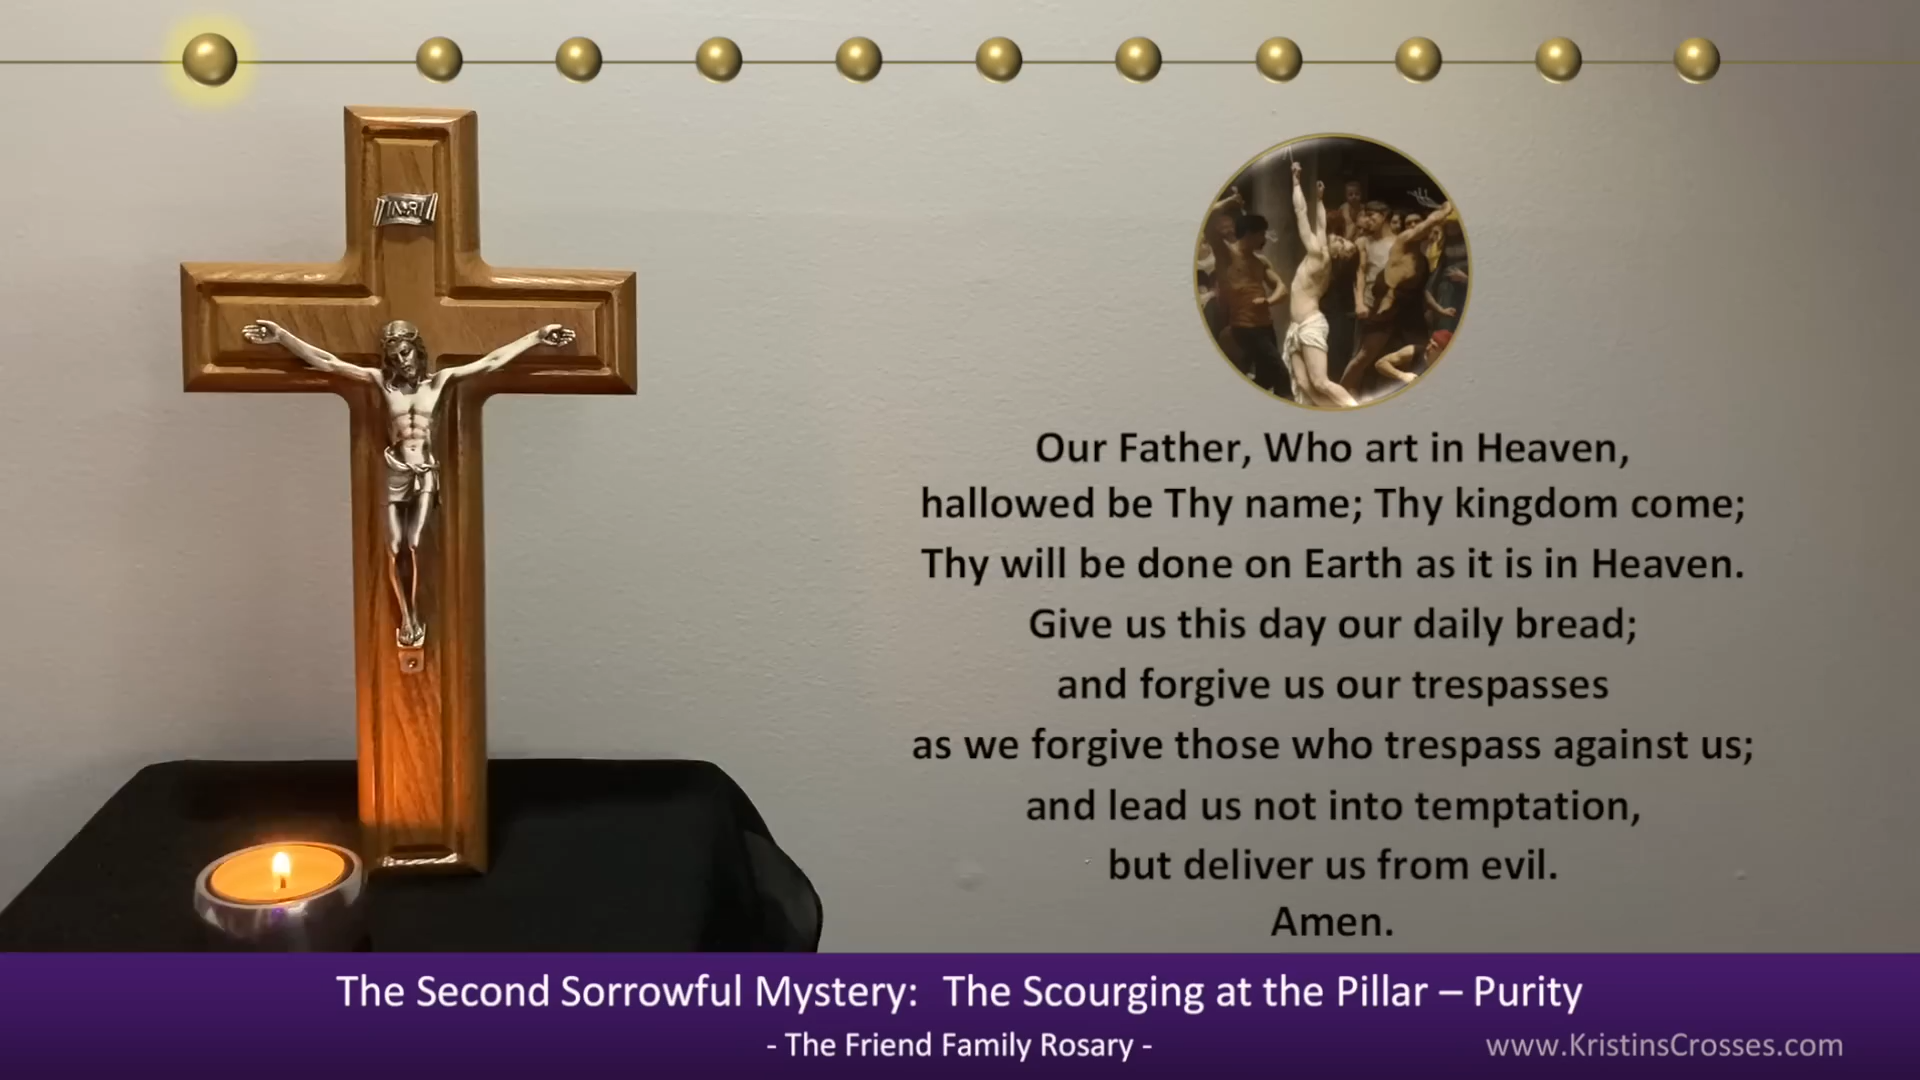 INRI
Our Father, Who art in Heaven,
hallowed be Thy name; Thy kingdom come;
Thy will be done on Earth as it is in Heaven.
Give us this day our daily bread;
and forgive us our trespasses
as we forgive those who trespass against us;
and lead us not into temptation,
but deliver us from evil.
Amen.
The Second Sorrowful Mystery: The Scourging at the Pillar – Purity
- The Friend Family Rosary -
www.KristinsCrosses.com